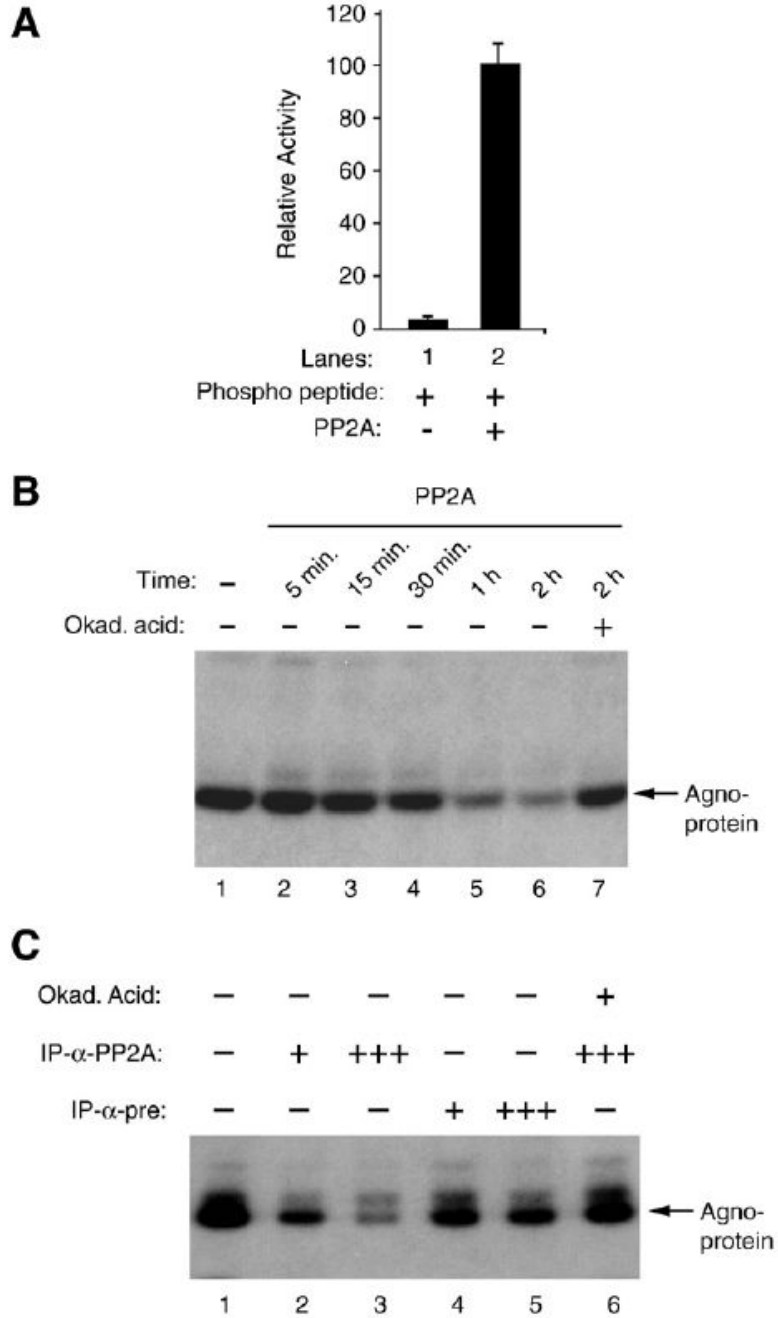 A
Relative Activity
120
100
80
60
40
20
0
Lanes: 1 2
Phospho peptide: + +
PP2A: - +
B
PP2A
Time: – 5 min. 15 min. 30 min. 1 h 2 h 2 h
Okad. acid: – – – – – – +
Agno-
protein
1 2 3 4 5 6 7
C
Okad. Acid: – – – – – +
IP-α-PP2A: – + +++ – – +++
IP-α-pre: – – – + +++ –
Agno-
protein
1 2 3 4 5 6